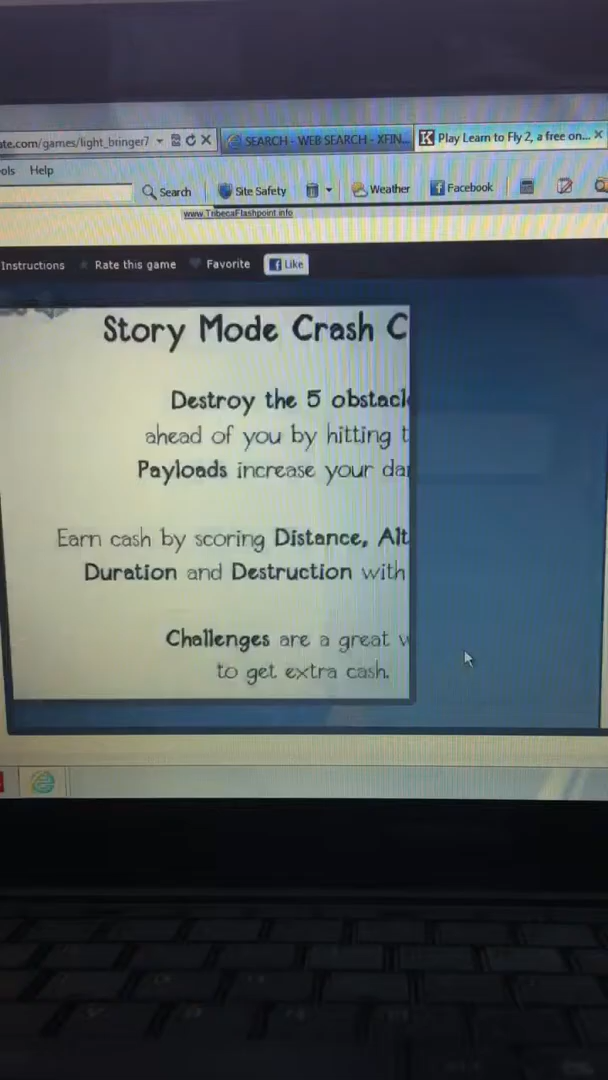 ate.com/games/light_bringer7
SEARCH - WEB SEARCH - XFIN...
Play Learn to Fly 2, a free on...
ols Help
Search Site Safety Weather Facebook
www.TribecaFlashpoint.info
Instructions Rate this game Favorite Like
Story Mode Crash C
Destroy the 5 obstacl
ahead of you by hitting t
Payloads increase your da
Earn cash by scoring Distance, Alt
Duration and Destruction with
Challenges are a great w
to get extra cash.